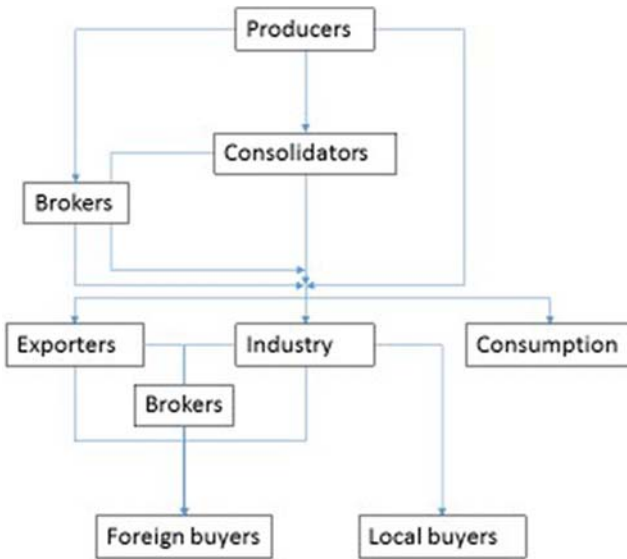 Producers
Consolidators
Brokers
Exporters
Industry
Consumption
Brokers
Foreign buyers
Local buyers